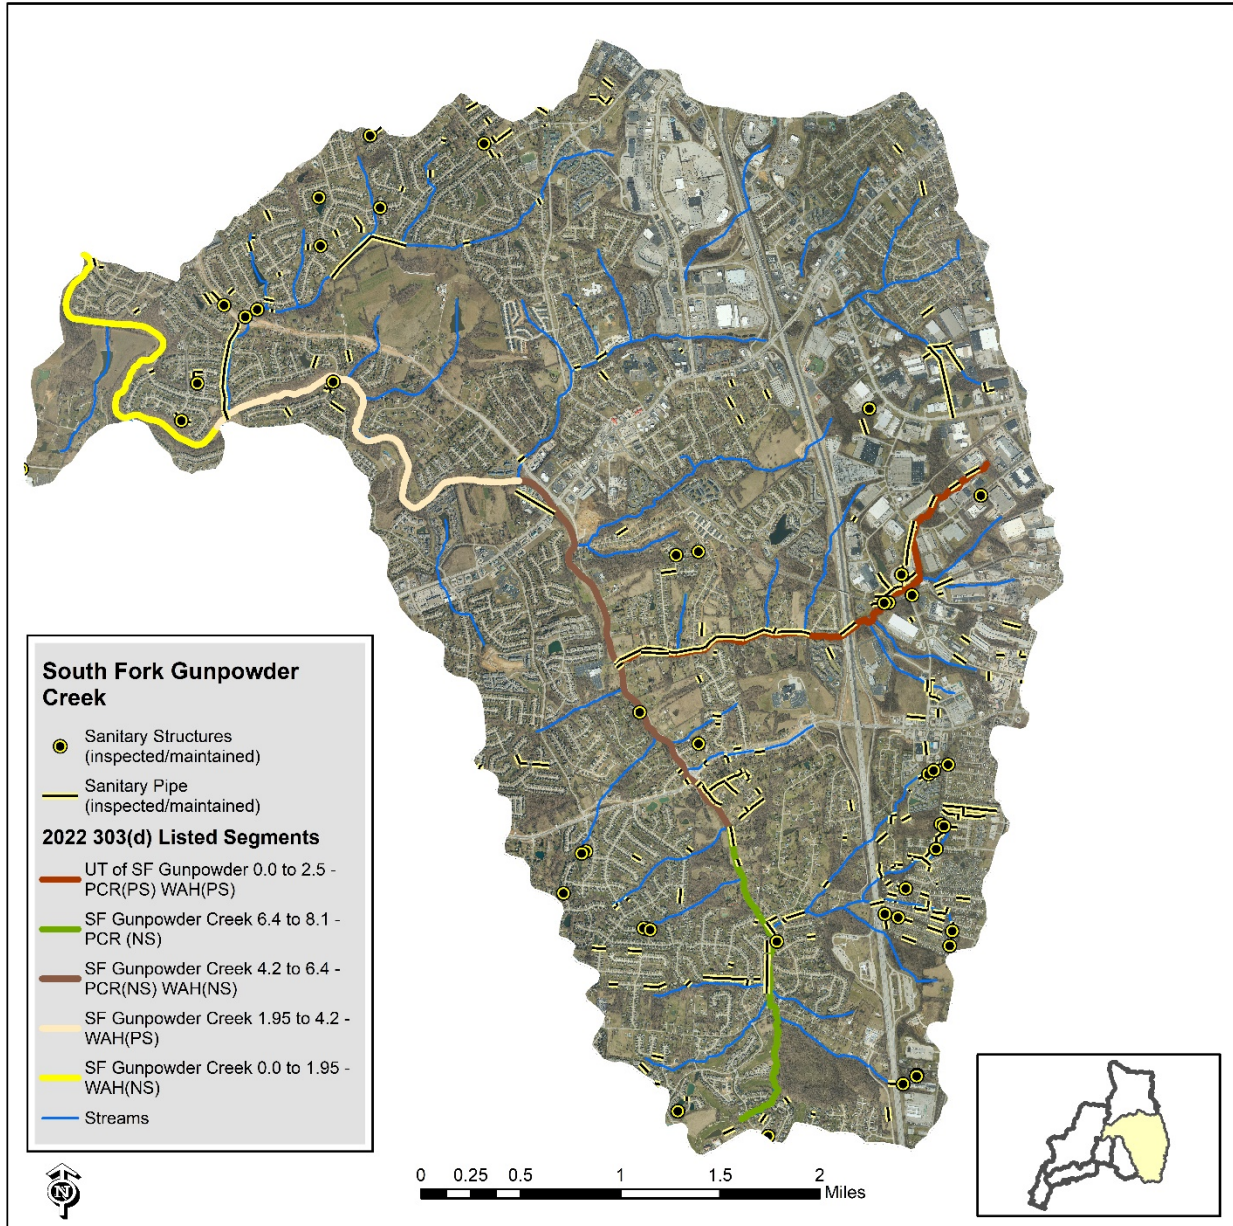 South Fork Gunpowder
Creek
Sanitary Structures
(inspected/maintained)
Sanitary Pipe
(inspected/maintained)
2022 303(d) Listed Segments
UT of SF Gunpowder 0.0 to 2.5 -
PCR(PS) WAH(PS)
SF Gunpowder Creek 6.4 to 8.1 -
PCR (NS)
SF Gunpowder Creek 4.2 to 6.4 -
PCR(NS) WAH(NS)
SF Gunpowder Creek 1.95 to 4.2 -
WAH(PS)
SF Gunpowder Creek 0.0 to 1.95 -
WAH(NS)
Streams
N
0 0.25 0.5 1 1.5 2
Miles